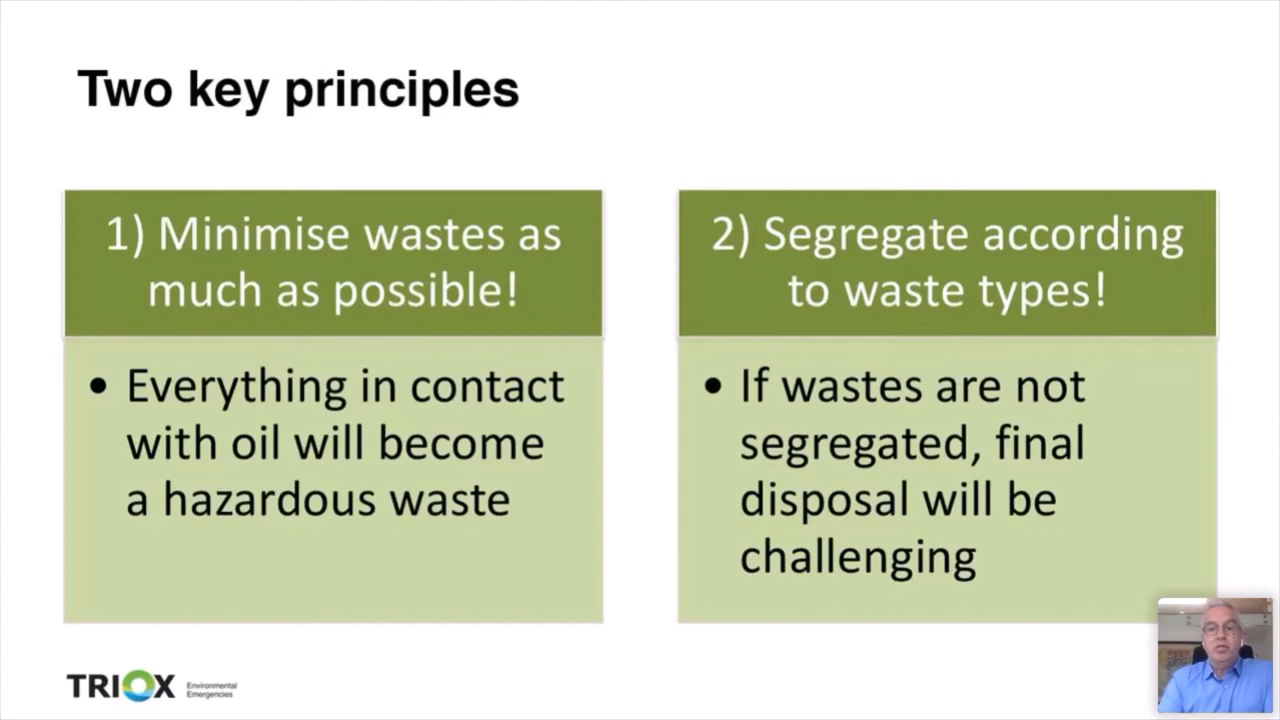 Two key principles
1) Minimise wastes as
much as possible!
• Everything in contact
with oil will become
a hazardous waste
2) Segregate according
to waste types!
• If wastes are not
segregated, final
disposal will be
challenging
TRIOX
Environmental
Emergencies